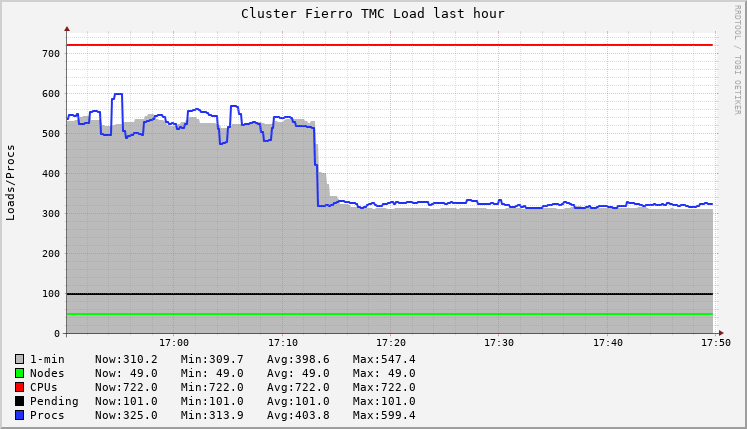 Cluster Fierro TMC Load last hour
RRDTOOL / TOBI OETIKER
Loads/Procs
700
600
500
400
300
200
100
0
17:00 17:10 17:20 17:30 17:40 17:50
1-min Now:310.2 Min:309.7 Avg:398.6 Max:547.4
Nodes Now: 49.0 Min: 49.0 Avg: 49.0 Max: 49.0
CPUs Now:722.0 Min:722.0 Avg:722.0 Max:722.0
Pending Now:101.0 Min:101.0 Avg:101.0 Max:101.0
Procs Now:325.0 Min:313.9 Avg:403.8 Max:599.4